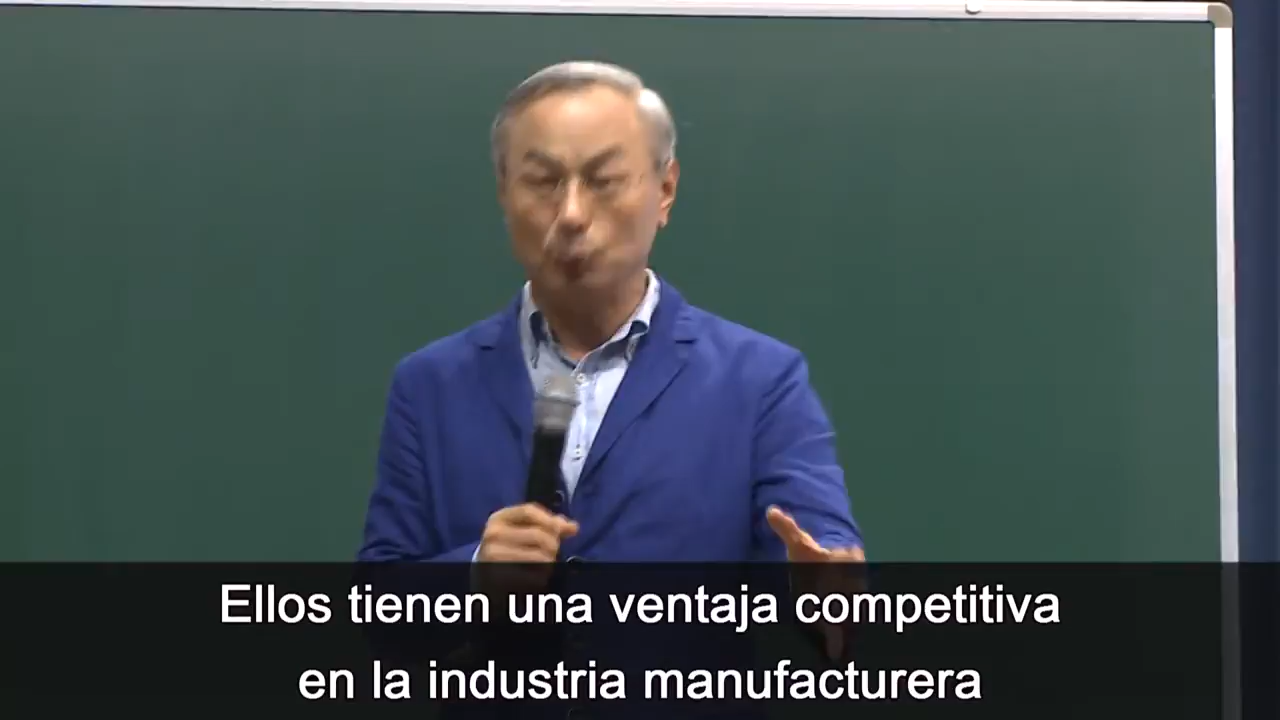 Ellos tienen una ventaja competitiva
en la industria manufacturera